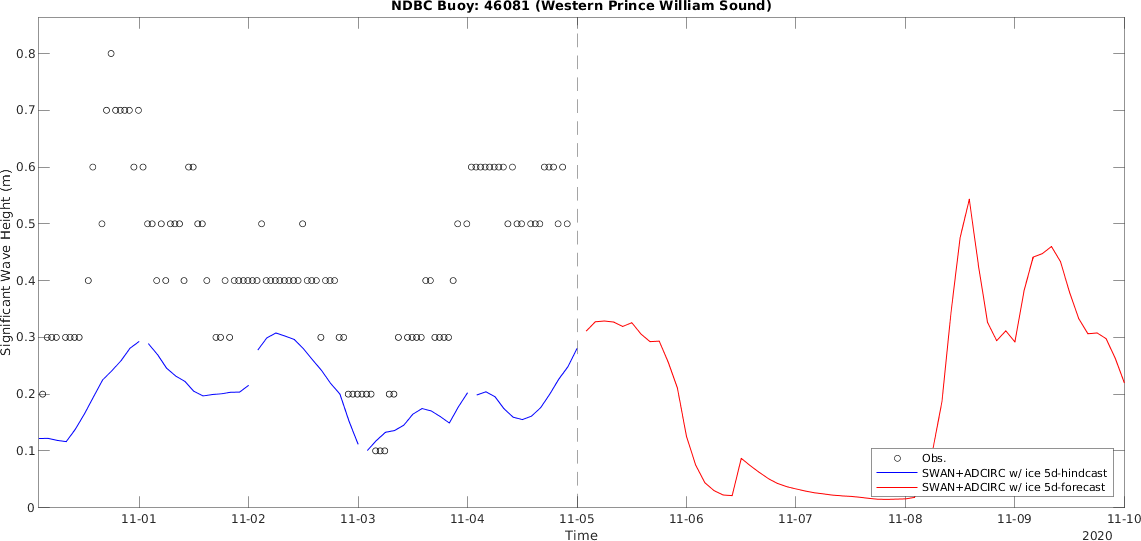 NDBC Buoy: 46081 (Western Prince William Sound)
Significant Wave Height (m)
0.8
0.7
0.6
0.5
0.4
0.3
0.2
0.1
0
Obs.
SWAN+ADCIRC w/ ice 5d-hindcast
SWAN+ADCIRC w/ ice 5d-forecast
11-01 11-02 11-03 11-04 11-05 11-06 11-07 11-08 11-09 11-10
Time
2020